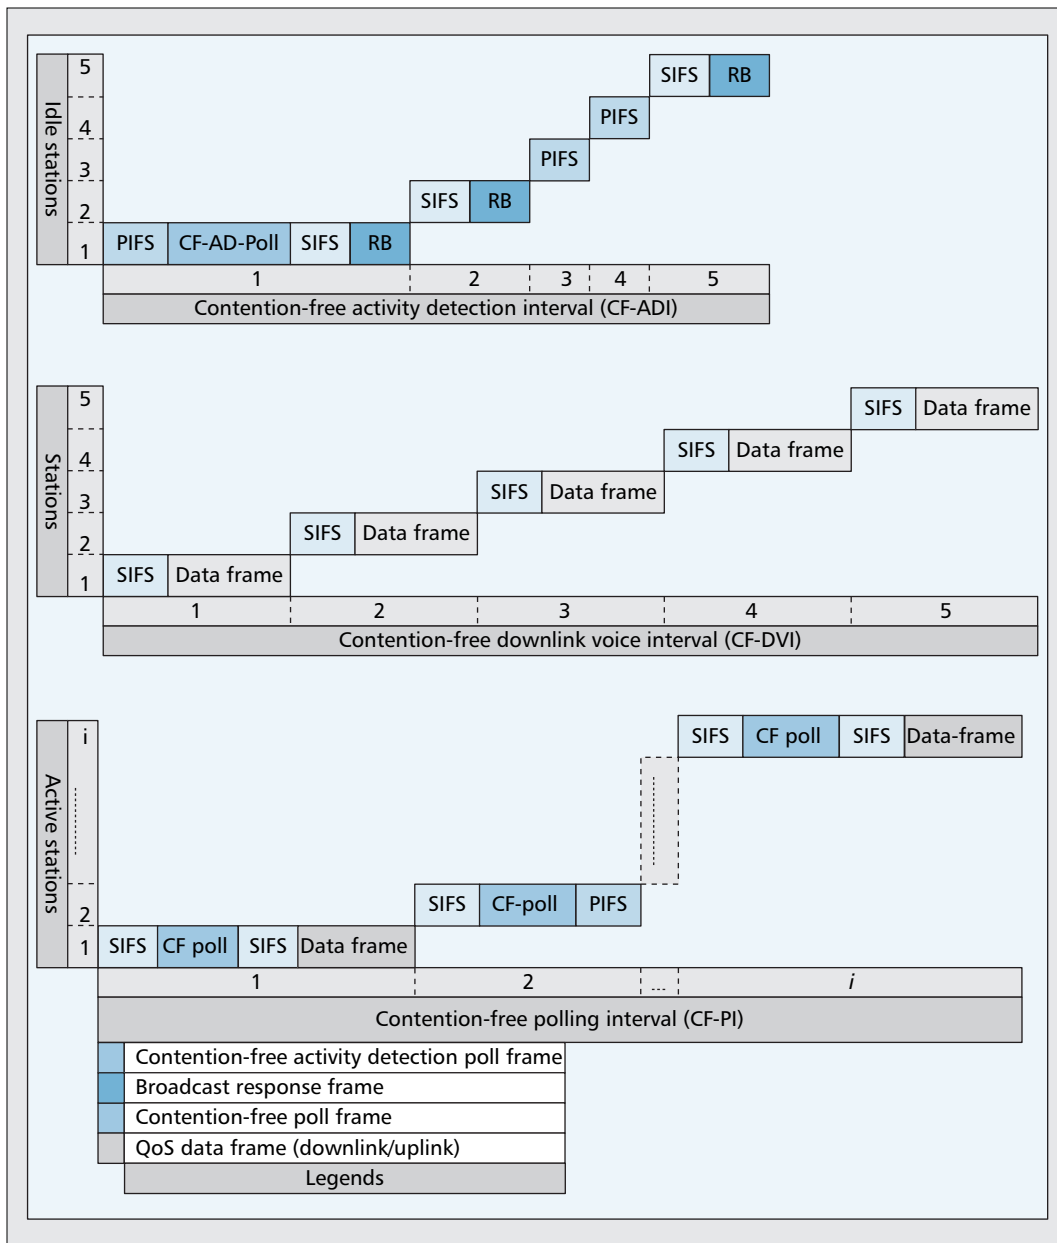 Idle stations
5
4
3
2
1
SIFS RB
PIFS
PIFS
SIFS RB
PIFS CF-AD-Poll SIFS RB
1 2 3 4 5
Contention-free activity detection interval (CF-ADI)
Stations
5
4
3
2
1
SIFS Data frame
SIFS Data frame
SIFS Data frame
SIFS Data frame
SIFS Data frame
1 2 3 4 5
Contention-free downlink voice interval (CF-DVI)
Active stations
i
2
1
SIFS CF poll SIFS Data-frame
SIFS CF-poll PIFS
SIFS CF poll SIFS Data frame
1 2 ... i
Contention-free polling interval (CF-PI)
Contention-free activity detection poll frame
Broadcast response frame
Contention-free poll frame
QoS data frame (downlink/uplink)
Legends